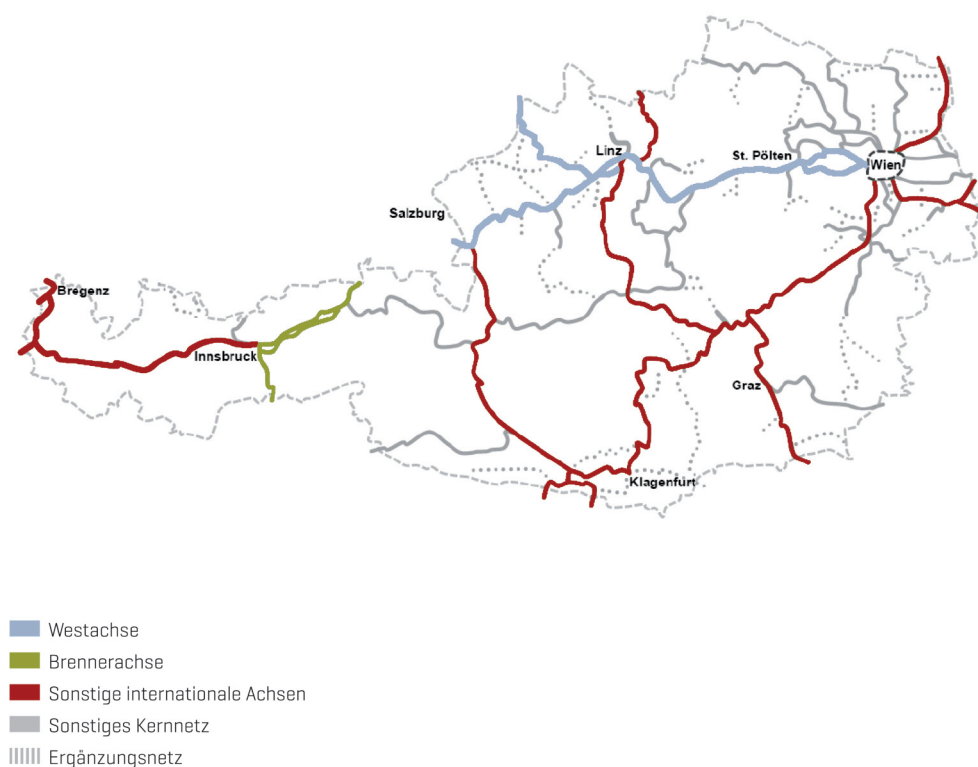 Linz
St. Pölten
Wien
Salzburg
Bregenz
Innsbruck
Graz
Klagenfurt
Westachse
Brennerachse
Sonstige internationale Achsen
Sonstiges Kernnetz
Ergänzungsnetz